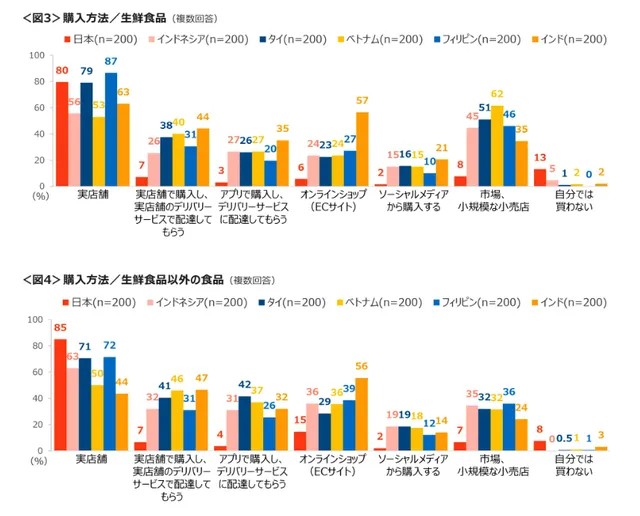 ＜図3＞購入方法／生鮮食品（複数回答）
日本(n=200) インドネシア(n=200) タイ(n=200) ベトナム(n=200) フィリピン(n=200) インド(n=200)
100
80
60
40
20
0
(%)
80 56 79 53 87 63
7 26 38 40 31 44
3 27 26 27 20 35
6 24 23 24 27 57
2 15 16 15 10 21
8 45 51 62 46 35
13 5 1 2 0 2
実店舗
実店舗で購入し、
実店舗のデリバリー
サービスで配達して
もらう
アプリで購入し、
デリバリーサービス
に配達してもらう
オンラインショップ
（ECサイト）
ソーシャルメディア
から購入する
市場、
小規模な小売店
自分では
買わない
＜図4＞購入方法／生鮮食品以外の食品（複数回答）
日本(n=200) インドネシア(n=200) タイ(n=200) ベトナム(n=200) フィリピン(n=200) インド(n=200)
100
80
60
40
20
0
(%)
85 63 71 50 72 44
7 32 41 46 31 47
4 31 42 37 26 32
15 36 29 36 39 56
2 19 19 18 12 14
7 35 32 32 36 24
8 0 0.5 1 1 3
実店舗
実店舗で購入し、
実店舗のデリバリー
サービスで配達して
もらう
アプリで購入し、
デリバリーサービス
に配達してもらう
オンラインショップ
（ECサイト）
ソーシャルメディア
から購入する
市場、
小規模な小売店
自分では
買わない